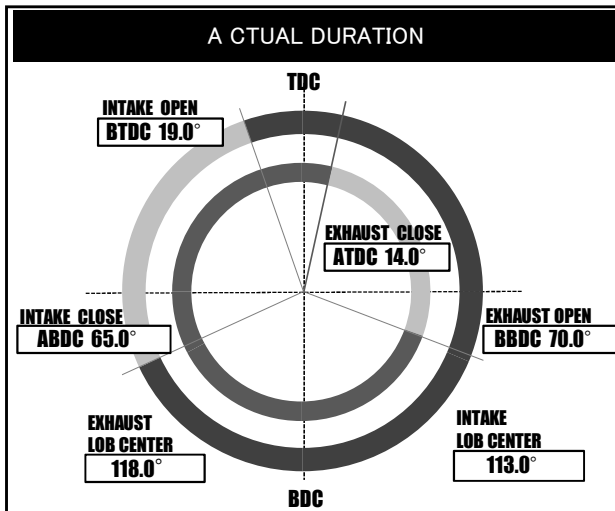 A CTUAL DURATION
TDC
INTAKE OPEN
BTDC 19.0°
EXHAUST CLOSE
ATDC 14.0°
INTAKE CLOSE
ABDC 65.0°
EXHAUST OPEN
BBDC 70.0°
EXHAUST
LOB CENTER
118.0°
INTAKE
LOB CENTER
113.0°
BDC